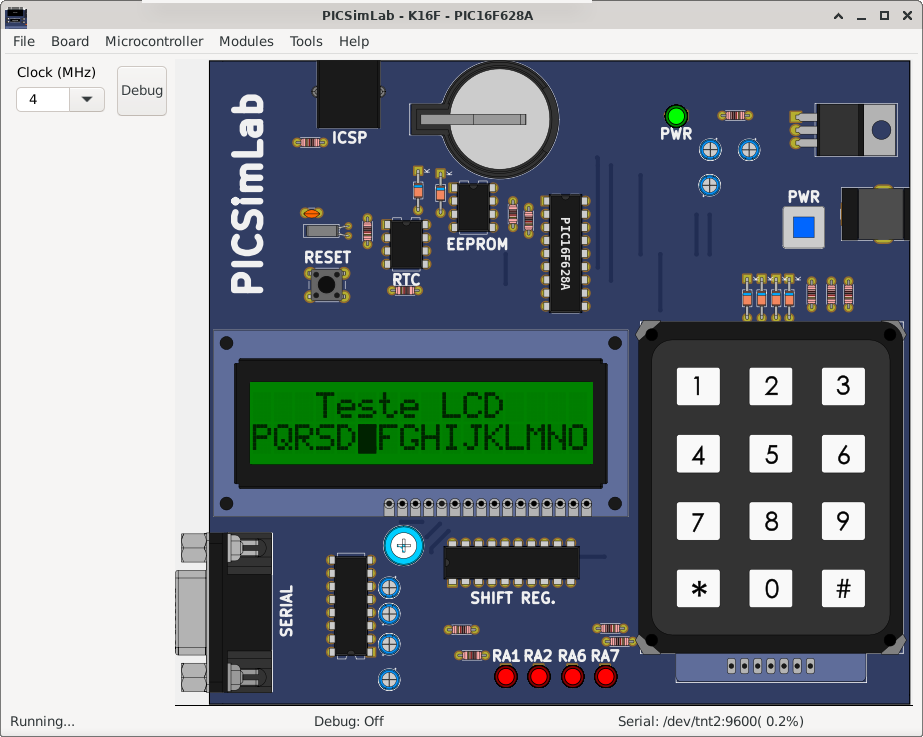 PICSimLab - K16F - PIC16F628A
File Board Microcontroller Modules Tools Help
Clock (MHz)
4
Debug
PICSimLab
ICSP
PWR
PWR
EEPROM
PIC16F628A
RESET
RTC
Teste LCD
PQRSD█FGHIJKLMNO
1 2 3
4 5 6
7 8 9
* 0 #
SERIAL
SHIFT REG.
RA1 RA2 RA6 RA7
Running... Debug: Off Serial: /dev/tnt2:9600( 0.2%)